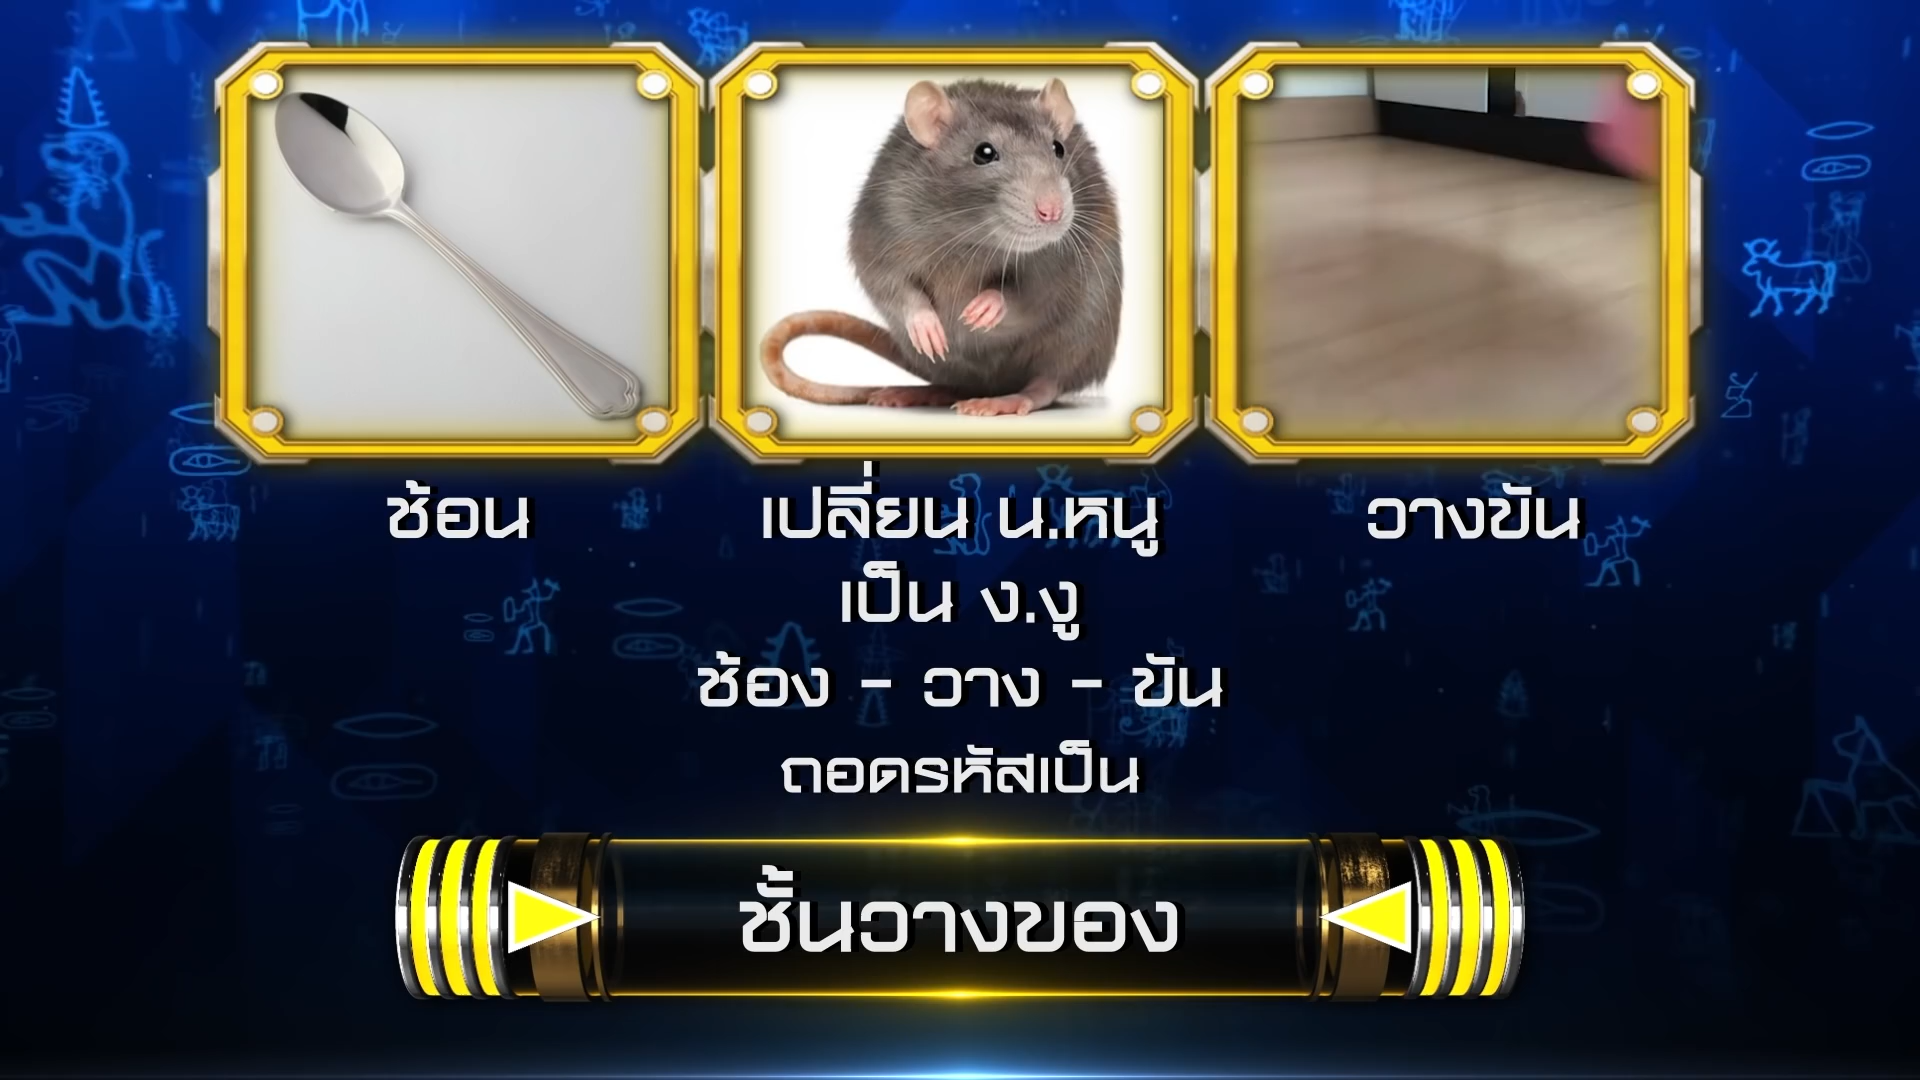 ช้อน
เปลี่ยน น.หนู
วางขัน
เป็น ง.งู
ช้อง - วาง - ขัน
ถอดรหัสเป็น
ชั้นวางของ